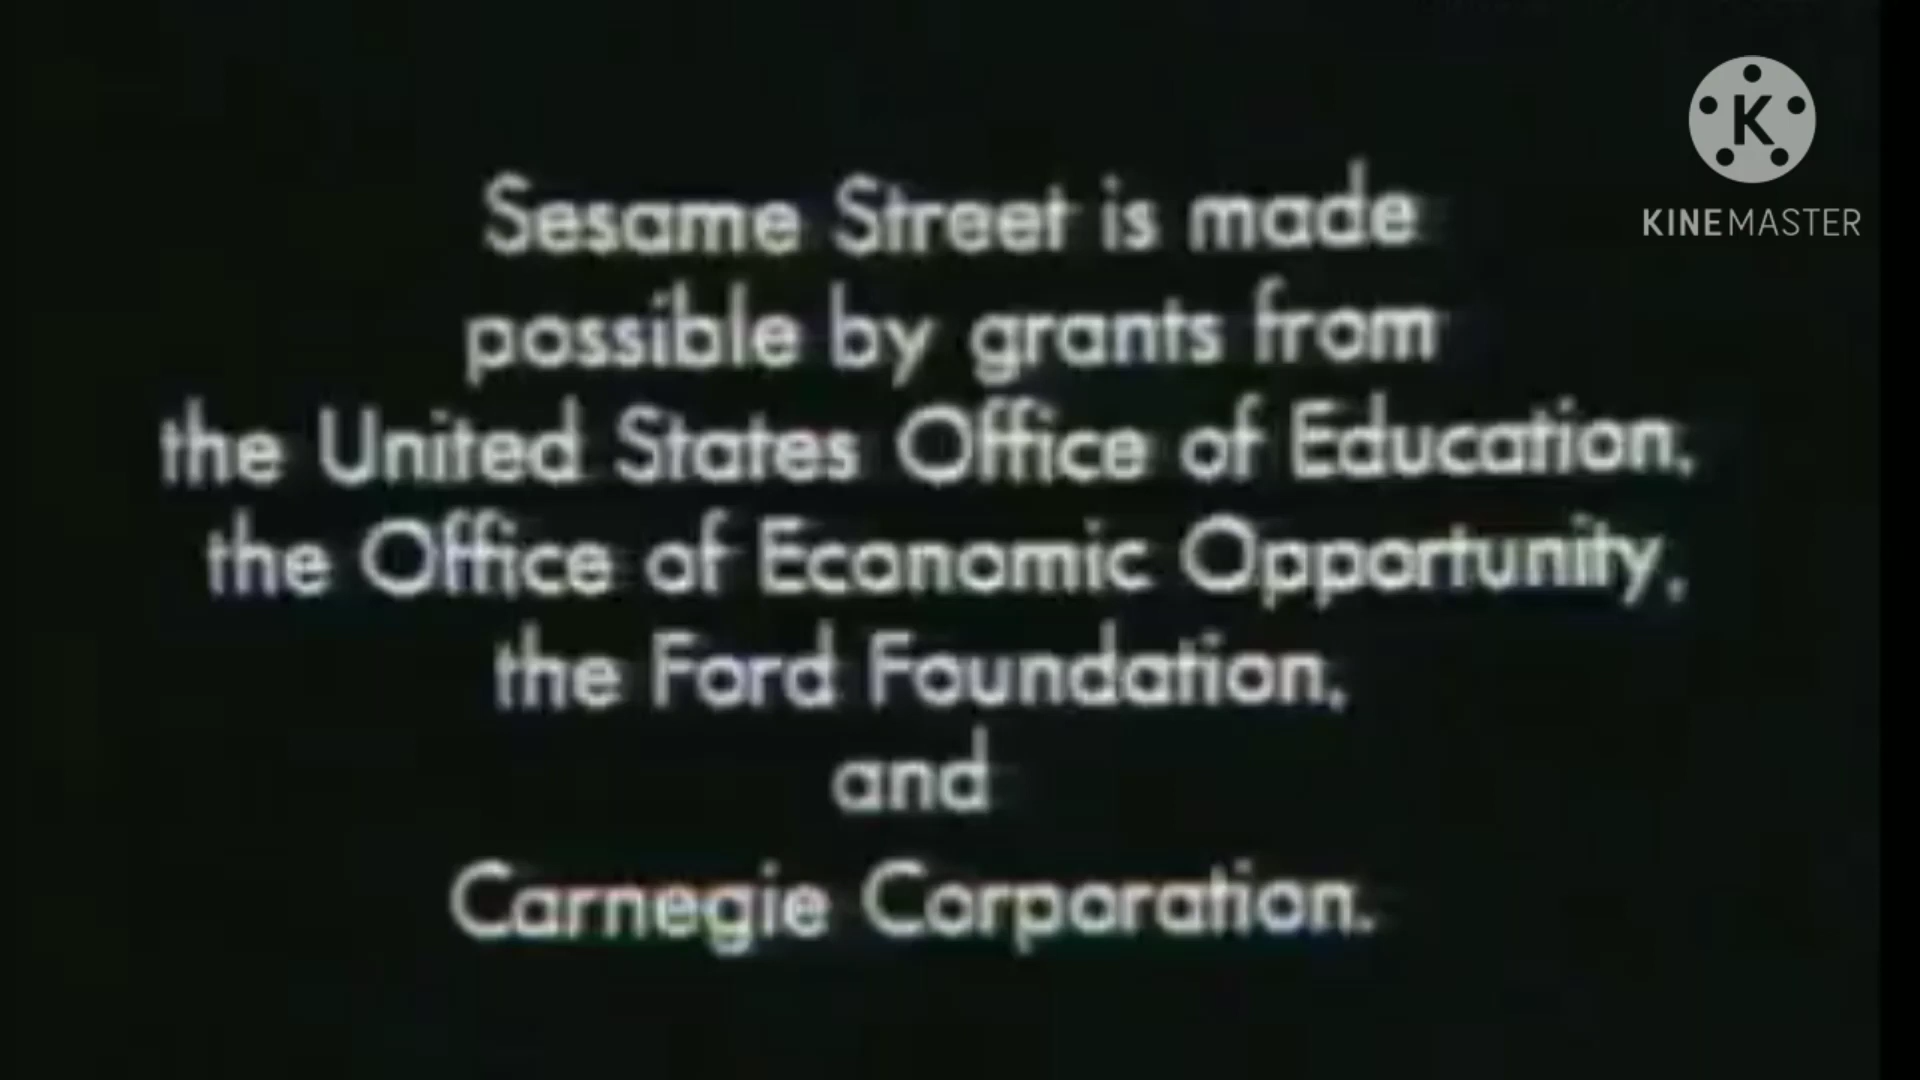 Sesame Street is made
possible by grants from
the United States Office of Education,
the Office of Economic Opportunity,
the Ford Foundation,
and
Carnegie Corporation.
K
KINEMASTER